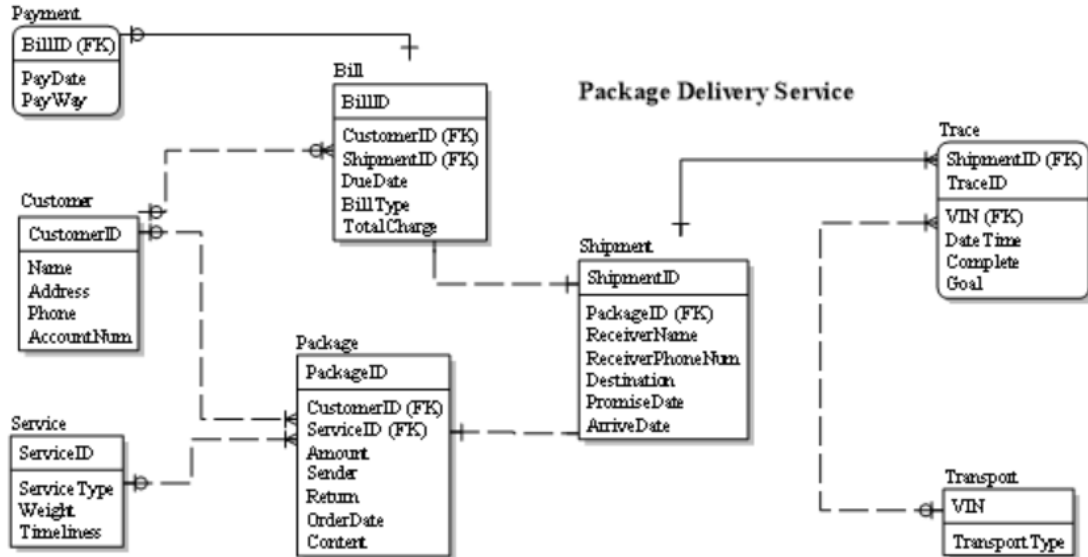 Payment
BillID (FK)
PayDate
PayWay
Bill
BillID
CustomerID (FK)
ShipmentID (FK)
DueDate
BillType
TotalCharge
Package Delivery Service
Trace
ShipmentID (FK)
TraceID
VIN (FK)
DateTime
Complete
Goal
Customer
CustomerID
Name
Address
Phone
AccountNum
Shipment
ShipmentID
PackageID (FK)
ReceiverName
ReceiverPhoneNum
Destination
PromiseDate
ArriveDate
Package
PackageID
CustomerID (FK)
ServiceID (FK)
Amount
Sender
Return
OrderDate
Content
Service
ServiceID
ServiceType
Weight
Timeliness
Transport
VIN
TransportType